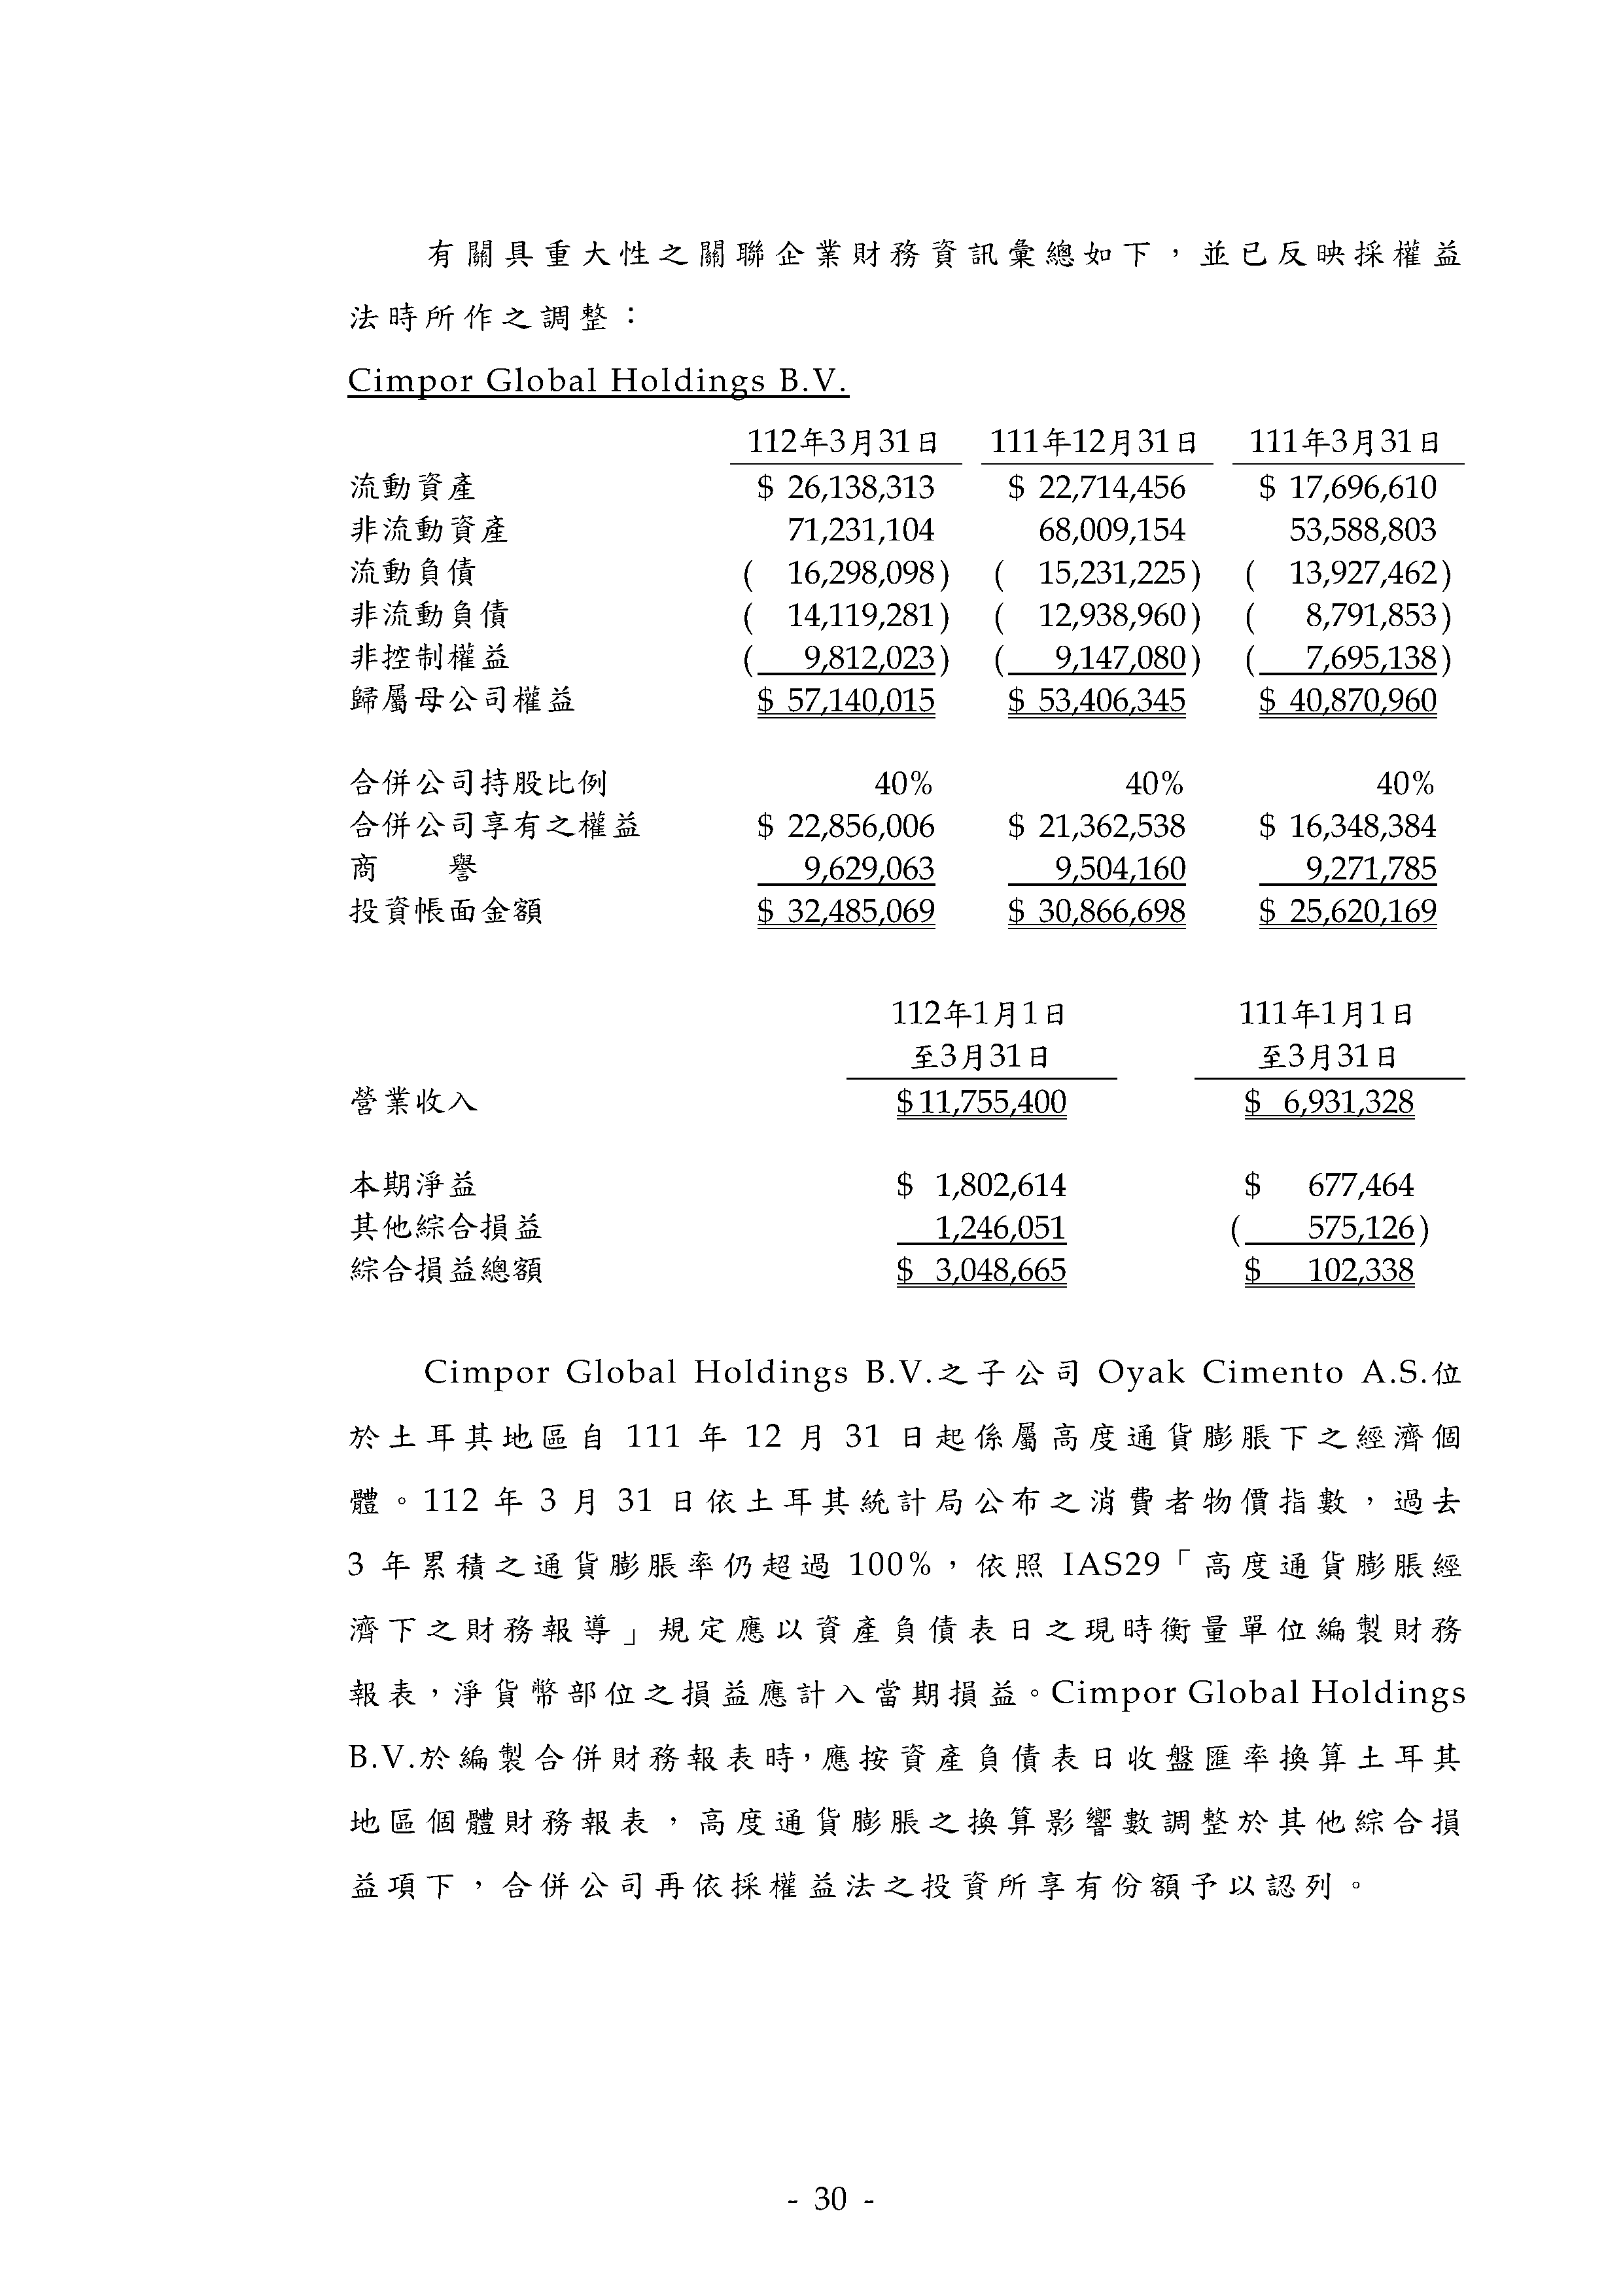 有關具重大性之關聯企業財務資訊彙總如下，並已反映採權益
法時所作之調整：
Cimpor Global Holdings B.V.
112年3月31日 111年12月31日 111年3月31日
流動資產 $ 26,138,313 $ 22,714,456 $ 17,696,610
非流動資產 71,231,104 68,009,154 53,588,803
流動負債 ( 16,298,098) ( 15,231,225) ( 13,927,462)
非流動負債 ( 14,119,281) ( 12,938,960) ( 8,791,853)
非控制權益 ( 9,812,023) ( 9,147,080) ( 7,695,138)
歸屬母公司權益 $ 57,140,015 $ 53,406,345 $ 40,870,960
合併公司持股比例 40% 40% 40%
合併公司享有之權益 $ 22,856,006 $ 21,362,538 $ 16,348,384
商　　譽 9,629,063 9,504,160 9,271,785
投資帳面金額 $ 32,485,069 $ 30,866,698 $ 25,620,169
112年1月1日 111年1月1日
至3月31日 至3月31日
營業收入 $ 11,755,400 $ 6,931,328
本期淨益 $ 1,802,614 $ 677,464
其他綜合損益 1,246,051 ( 575,126)
綜合損益總額 $ 3,048,665 $ 102,338
Cimpor Global Holdings B.V.之子公司 Oyak Cimento A.S.位
於土耳其地區自 111 年 12 月 31 日起係屬高度通貨膨脹下之經濟個
體。112 年 3 月 31 日依土耳其統計局公布之消費者物價指數，過去
3 年累積之通貨膨脹率仍超過 100%，依照 IAS29「高度通貨膨脹經
濟下之財務報導」規定應以資產負債表日之現時衡量單位編製財務
報表，淨貨幣部位之損益應計入當期損益。Cimpor Global Holdings
B.V.於編製合併財務報表時，應按資產負債表日收盤匯率換算土耳其
地區個體財務報表，高度通貨膨脹之換算影響數調整於其他綜合損
益項下，合併公司再依採權益法之投資所享有份額予以認列。
- 30 -